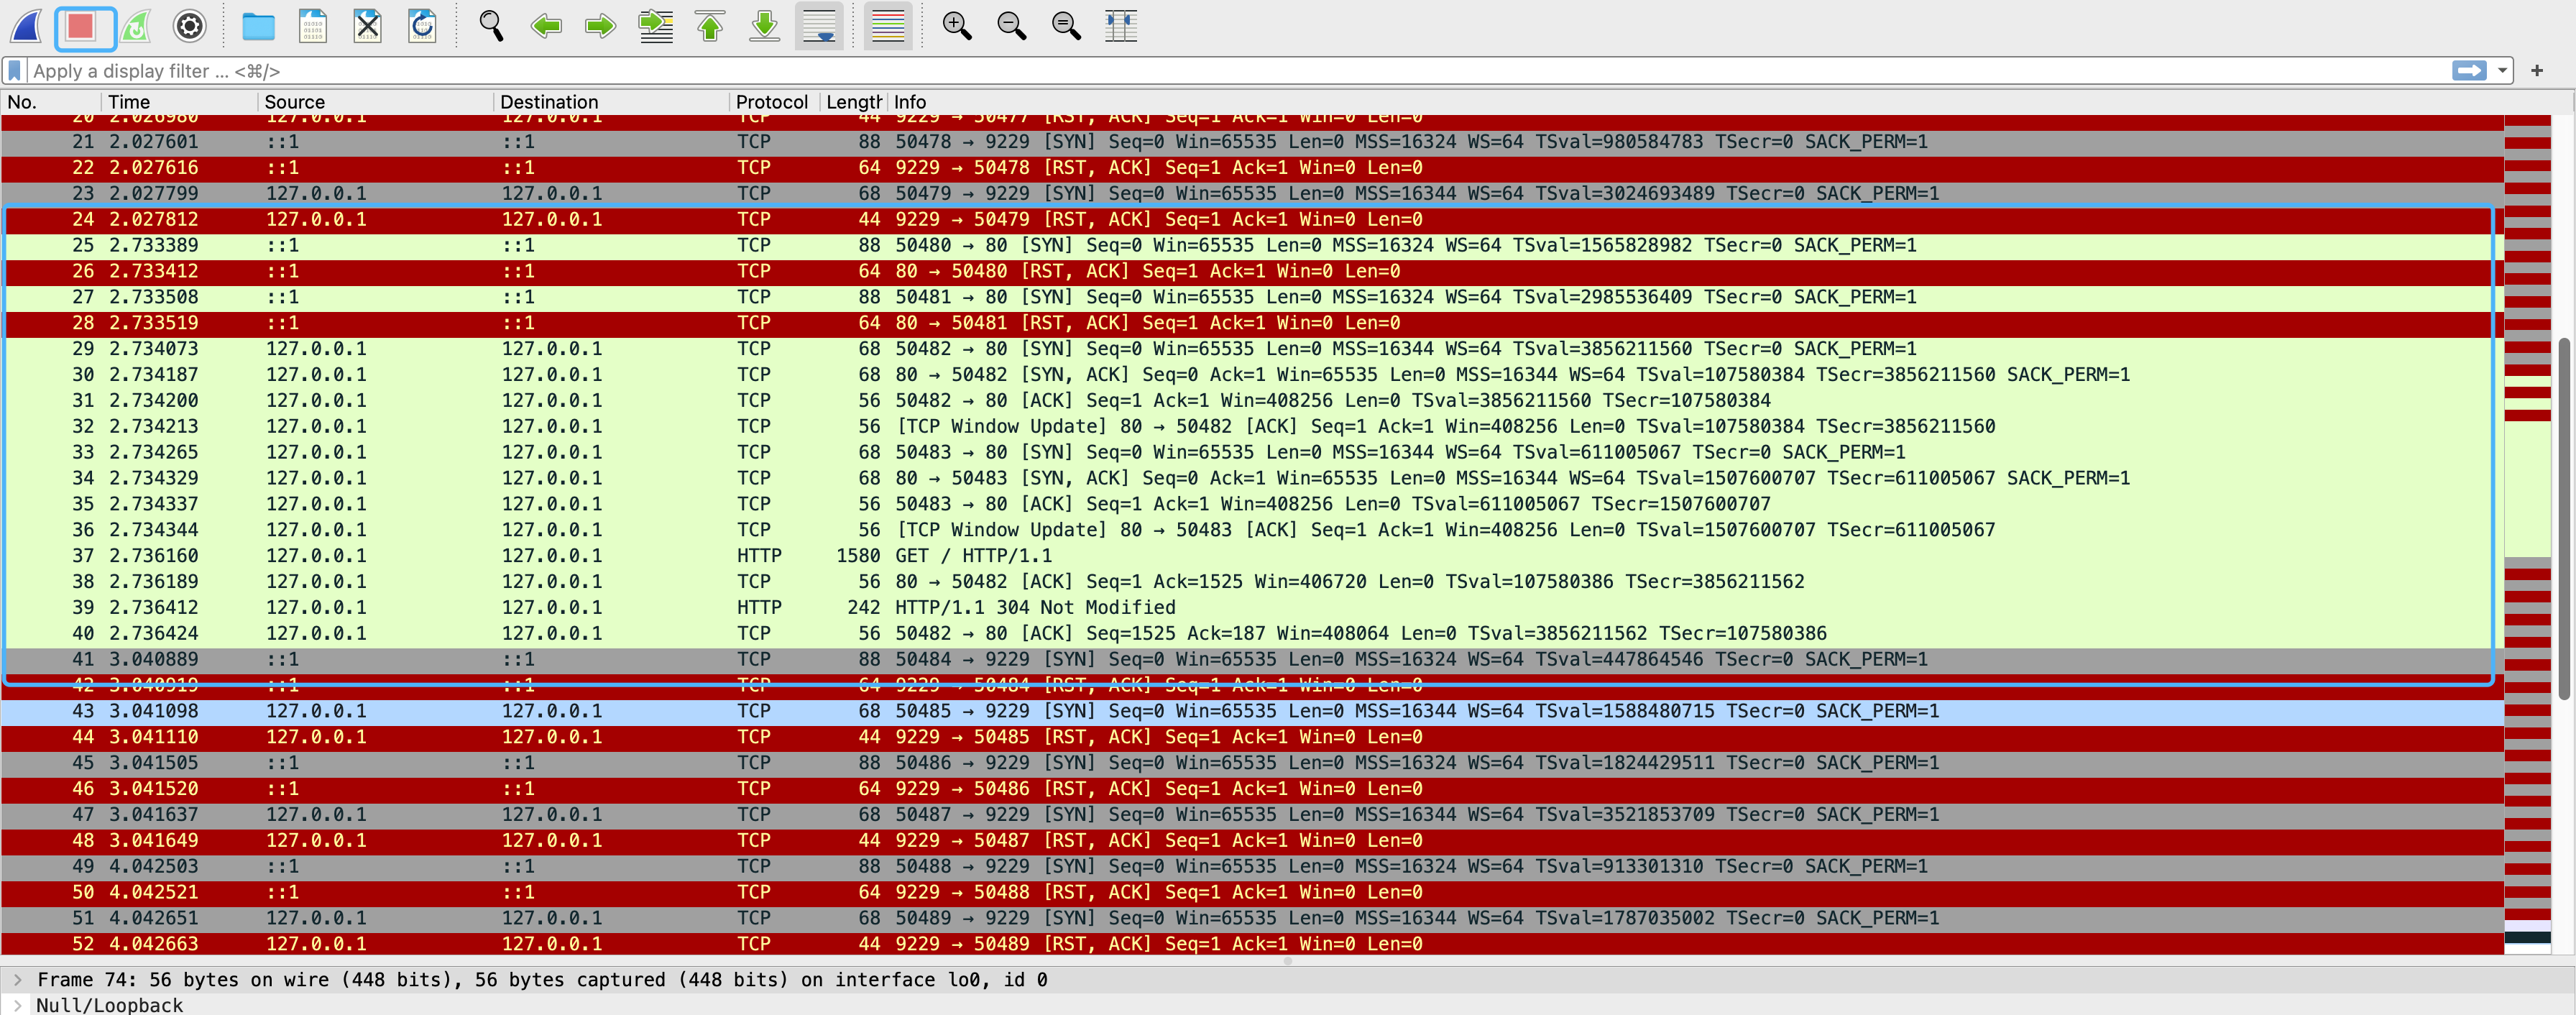 Apply a display filter ... <⌘/>
No. Time Source Destination Protocol Length Info
20 2.026980 127.0.0.1 127.0.0.1 TCP 44 9229 → 50477 [RST, ACK] Seq=1 Ack=1 Win=0 Len=0
21 2.027601 ::1 ::1 TCP 88 50478 → 9229 [SYN] Seq=0 Win=65535 Len=0 MSS=16324 WS=64 TSval=980584783 TSecr=0 SACK_PERM=1
22 2.027616 ::1 ::1 TCP 64 9229 → 50478 [RST, ACK] Seq=1 Ack=1 Win=0 Len=0
23 2.027799 127.0.0.1 127.0.0.1 TCP 68 50479 → 9229 [SYN] Seq=0 Win=65535 Len=0 MSS=16344 WS=64 TSval=3024693489 TSecr=0 SACK_PERM=1
24 2.027812 127.0.0.1 127.0.0.1 TCP 44 9229 → 50479 [RST, ACK] Seq=1 Ack=1 Win=0 Len=0
25 2.733389 ::1 ::1 TCP 88 50480 → 80 [SYN] Seq=0 Win=65535 Len=0 MSS=16324 WS=64 TSval=1565828982 TSecr=0 SACK_PERM=1
26 2.733412 ::1 ::1 TCP 64 80 → 50480 [RST, ACK] Seq=1 Ack=1 Win=0 Len=0
27 2.733508 ::1 ::1 TCP 88 50481 → 80 [SYN] Seq=0 Win=65535 Len=0 MSS=16324 WS=64 TSval=2985536409 TSecr=0 SACK_PERM=1
28 2.733519 ::1 ::1 TCP 64 80 → 50481 [RST, ACK] Seq=1 Ack=1 Win=0 Len=0
29 2.734073 127.0.0.1 127.0.0.1 TCP 68 50482 → 80 [SYN] Seq=0 Win=65535 Len=0 MSS=16344 WS=64 TSval=3856211560 TSecr=0 SACK_PERM=1
30 2.734187 127.0.0.1 127.0.0.1 TCP 68 80 → 50482 [SYN, ACK] Seq=0 Ack=1 Win=65535 Len=0 MSS=16344 WS=64 TSval=107580384 TSecr=3856211560 SACK_PERM=1
31 2.734200 127.0.0.1 127.0.0.1 TCP 56 50482 → 80 [ACK] Seq=1 Ack=1 Win=408256 Len=0 TSval=3856211560 TSecr=107580384
32 2.734213 127.0.0.1 127.0.0.1 TCP 56 [TCP Window Update] 80 → 50482 [ACK] Seq=1 Ack=1 Win=408256 Len=0 TSval=107580384 TSecr=3856211560
33 2.734265 127.0.0.1 127.0.0.1 TCP 68 50483 → 80 [SYN] Seq=0 Win=65535 Len=0 MSS=16344 WS=64 TSval=611005067 TSecr=0 SACK_PERM=1
34 2.734329 127.0.0.1 127.0.0.1 TCP 68 80 → 50483 [SYN, ACK] Seq=0 Ack=1 Win=65535 Len=0 MSS=16344 WS=64 TSval=1507600707 TSecr=611005067 SACK_PERM=1
35 2.734337 127.0.0.1 127.0.0.1 TCP 56 50483 → 80 [ACK] Seq=1 Ack=1 Win=408256 Len=0 TSval=611005067 TSecr=1507600707
36 2.734344 127.0.0.1 127.0.0.1 TCP 56 [TCP Window Update] 80 → 50483 [ACK] Seq=1 Ack=1 Win=408256 Len=0 TSval=1507600707 TSecr=611005067
37 2.736160 127.0.0.1 127.0.0.1 HTTP 1580 GET / HTTP/1.1
38 2.736189 127.0.0.1 127.0.0.1 TCP 56 80 → 50482 [ACK] Seq=1 Ack=1525 Win=406720 Len=0 TSval=107580386 TSecr=3856211562
39 2.736412 127.0.0.1 127.0.0.1 HTTP 242 HTTP/1.1 304 Not Modified
40 2.736424 127.0.0.1 127.0.0.1 TCP 56 50482 → 80 [ACK] Seq=1525 Ack=187 Win=408064 Len=0 TSval=3856211562 TSecr=107580386
41 3.040889 ::1 ::1 TCP 88 50484 → 9229 [SYN] Seq=0 Win=65535 Len=0 MSS=16324 WS=64 TSval=447864546 TSecr=0 SACK_PERM=1
42 3.040919 ::1 ::1 TCP 64 9229 → 50484 [RST, ACK] Seq=1 Ack=1 Win=0 Len=0
43 3.041098 127.0.0.1 127.0.0.1 TCP 68 50485 → 9229 [SYN] Seq=0 Win=65535 Len=0 MSS=16344 WS=64 TSval=1588480715 TSecr=0 SACK_PERM=1
44 3.041110 127.0.0.1 127.0.0.1 TCP 44 9229 → 50485 [RST, ACK] Seq=1 Ack=1 Win=0 Len=0
45 3.041505 ::1 ::1 TCP 88 50486 → 9229 [SYN] Seq=0 Win=65535 Len=0 MSS=16324 WS=64 TSval=1824429511 TSecr=0 SACK_PERM=1
46 3.041520 ::1 ::1 TCP 64 9229 → 50486 [RST, ACK] Seq=1 Ack=1 Win=0 Len=0
47 3.041637 127.0.0.1 127.0.0.1 TCP 68 50487 → 9229 [SYN] Seq=0 Win=65535 Len=0 MSS=16344 WS=64 TSval=3521853709 TSecr=0 SACK_PERM=1
48 3.041649 127.0.0.1 127.0.0.1 TCP 44 9229 → 50487 [RST, ACK] Seq=1 Ack=1 Win=0 Len=0
49 4.042503 ::1 ::1 TCP 88 50488 → 9229 [SYN] Seq=0 Win=65535 Len=0 MSS=16324 WS=64 TSval=913301310 TSecr=0 SACK_PERM=1
50 4.042521 ::1 ::1 TCP 64 9229 → 50488 [RST, ACK] Seq=1 Ack=1 Win=0 Len=0
51 4.042651 127.0.0.1 127.0.0.1 TCP 68 50489 → 9229 [SYN] Seq=0 Win=65535 Len=0 MSS=16344 WS=64 TSval=1787035002 TSecr=0 SACK_PERM=1
52 4.042663 127.0.0.1 127.0.0.1 TCP 44 9229 → 50489 [RST, ACK] Seq=1 Ack=1 Win=0 Len=0
Frame 74: 56 bytes on wire (448 bits), 56 bytes captured (448 bits) on interface lo0, id 0
Null/Loopback